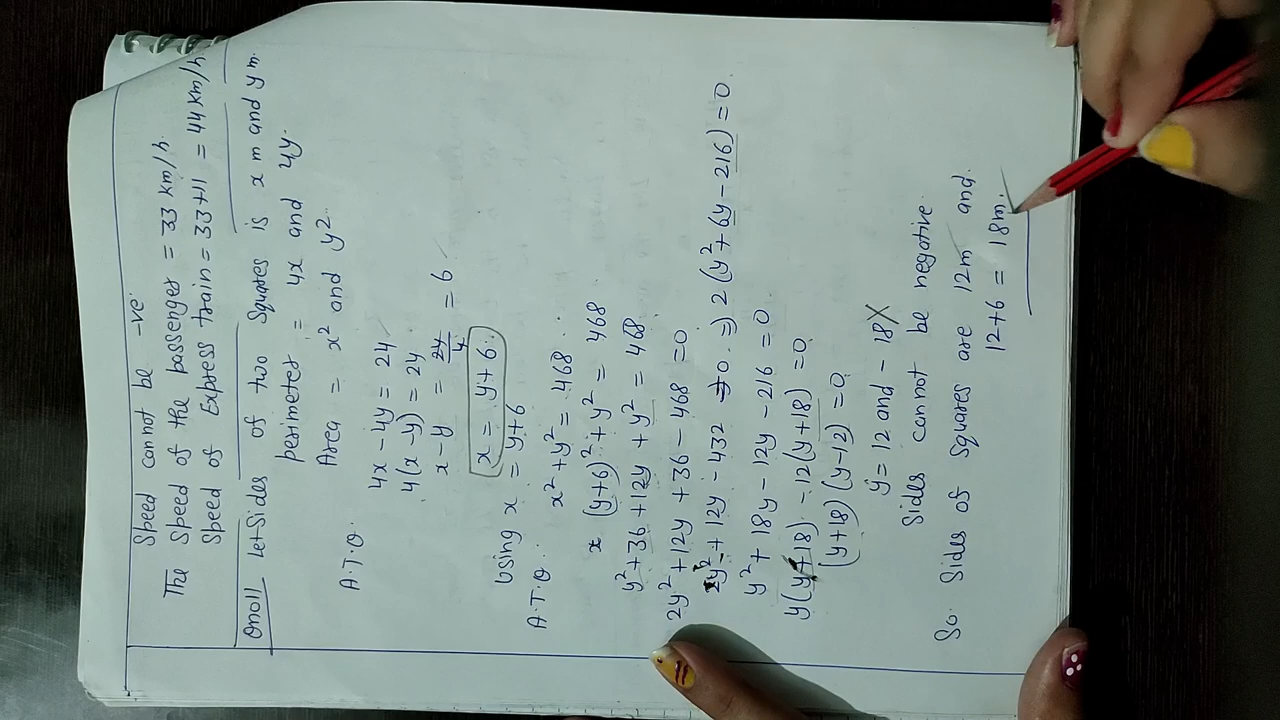 Speed cannot be -ve.
The Speed of the passenger = 33 km/h.
Speed of Express train = 33+11 = 44 km/h.
Qno11 Let Sides of two Squares is x m and y m.
perimeter = 4x and 4y.
Area = x² and y².
A.T.Q. 4x - 4y = 24
4(x - y) = 24
x - y = 24/4 = 6
x = y + 6.
Using x = y+6
A.T.Q. x² + y² = 468.
x (y+6)² + y² = 468
y² + 36 + 12y + y² = 468
2y² + 12y + 36 - 468 = 0
2y² + 12y - 432 = 0 ⇒ 2(y² + 6y - 216) = 0.
y² + 18y - 12y - 216 = 0
y(y+18) - 12(y+18) = 0
(y+18)(y-12) = 0
y = 12 and - 18 X
Sides cannot be negative.
So. Sides of squares are 12m and.
12+6 = 18m.